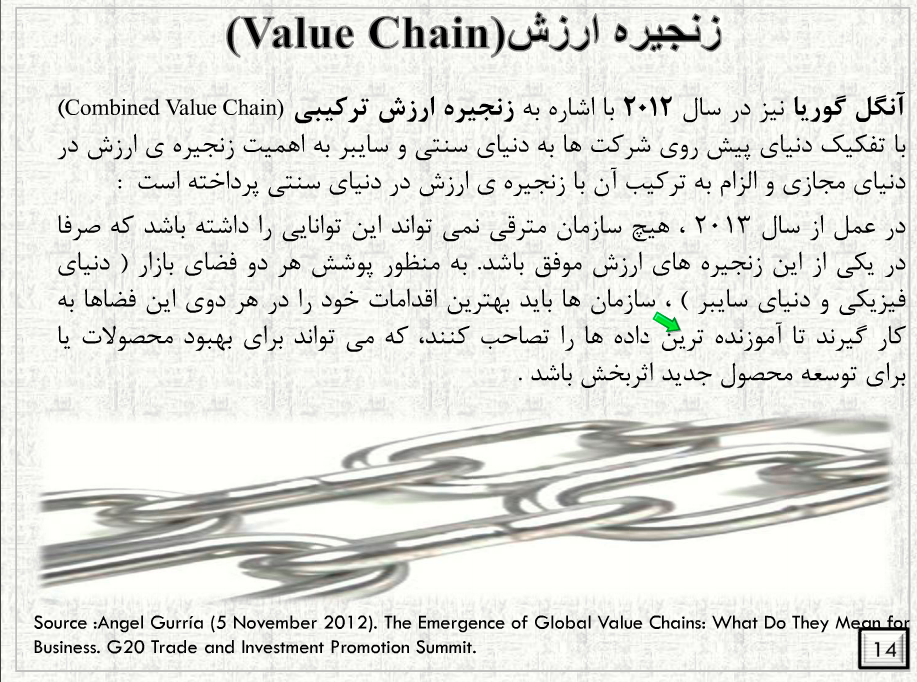 زنجیره ارزش(Value Chain)
آنگل گوریا نیز در سال ۲۰۱۲ با اشاره به زنجیره ارزش ترکیبی (Combined Value Chain)
با تفکیک دنیای پیش روی شرکت ها به دنیای سنتی و سایبر به اهمیت زنجیره ی ارزش در
دنیای مجازی و الزام به ترکیب آن با زنجیره ی ارزش در دنیای سنتی پرداخته است :
در عمل از سال ۲۰۱۳ ، هیچ سازمان مترقی نمی تواند این توانایی را داشته باشد که صرفا
در یکی از این زنجیره های ارزش موفق باشد. به منظور پوشش هر دو فضای بازار ( دنیای
فیزیکی و دنیای سایبر ) ، سازمان ها باید بهترین اقدامات خود را در هر دوی این فضاها به
کار گیرند تا آموزنده ترین داده ها را تصاحب کنند، که می تواند برای بهبود محصولات یا
برای توسعه محصول جدید اثربخش باشد .
Source :Angel Gurría (5 November 2012). The Emergence of Global Value Chains: What Do They Mean for
Business. G20 Trade and Investment Promotion Summit.
14